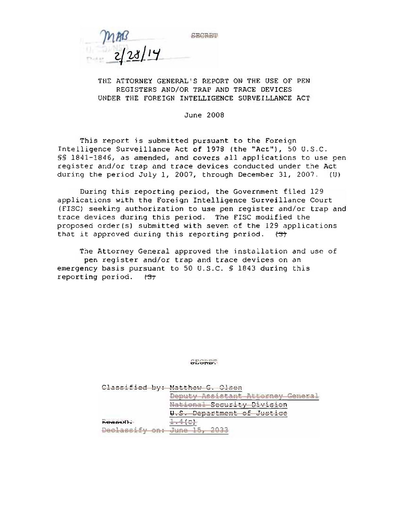 MAB
SECRET
2/28/14
THE ATTORNEY GENERAL'S REPORT ON THE USE OF PEN
REGISTERS AND/OR TRAP AND TRACE DEVICES
UNDER THE FOREIGN INTELLIGENCE SURVEILLANCE ACT
June 2008
This report is submitted pursuant to the Foreign
Intelligence Surveillance Act of 1978 (the "Act"), 50 U.S.C.
§§ 1841-1846, as amended, and covers all applications to use pen
register and/or trap and trace devices conducted under the Act
during the period July 1, 2007, through December 31, 2007. (U)
During this reporting period, the Government filed 129
applications with the Foreign Intelligence Surveillance Court
(FISC) seeking authorization to use pen register and/or trap and
trace devices during this period. The FISC modified the
proposed order(s) submitted with seven of the 129 applications
that it approved during this reporting period. (S)
The Attorney General approved the installation and use of
pen register and/or trap and trace devices on an
emergency basis pursuant to 50 U.S.C. § 1843 during this
reporting period. (S)
SECRET
Classified by: Matthew G. Olsen
Deputy Assistant Attorney General
National Security Division
U.S. Department of Justice
Reason: 1.4(c)
Declassify on: June 15, 2033